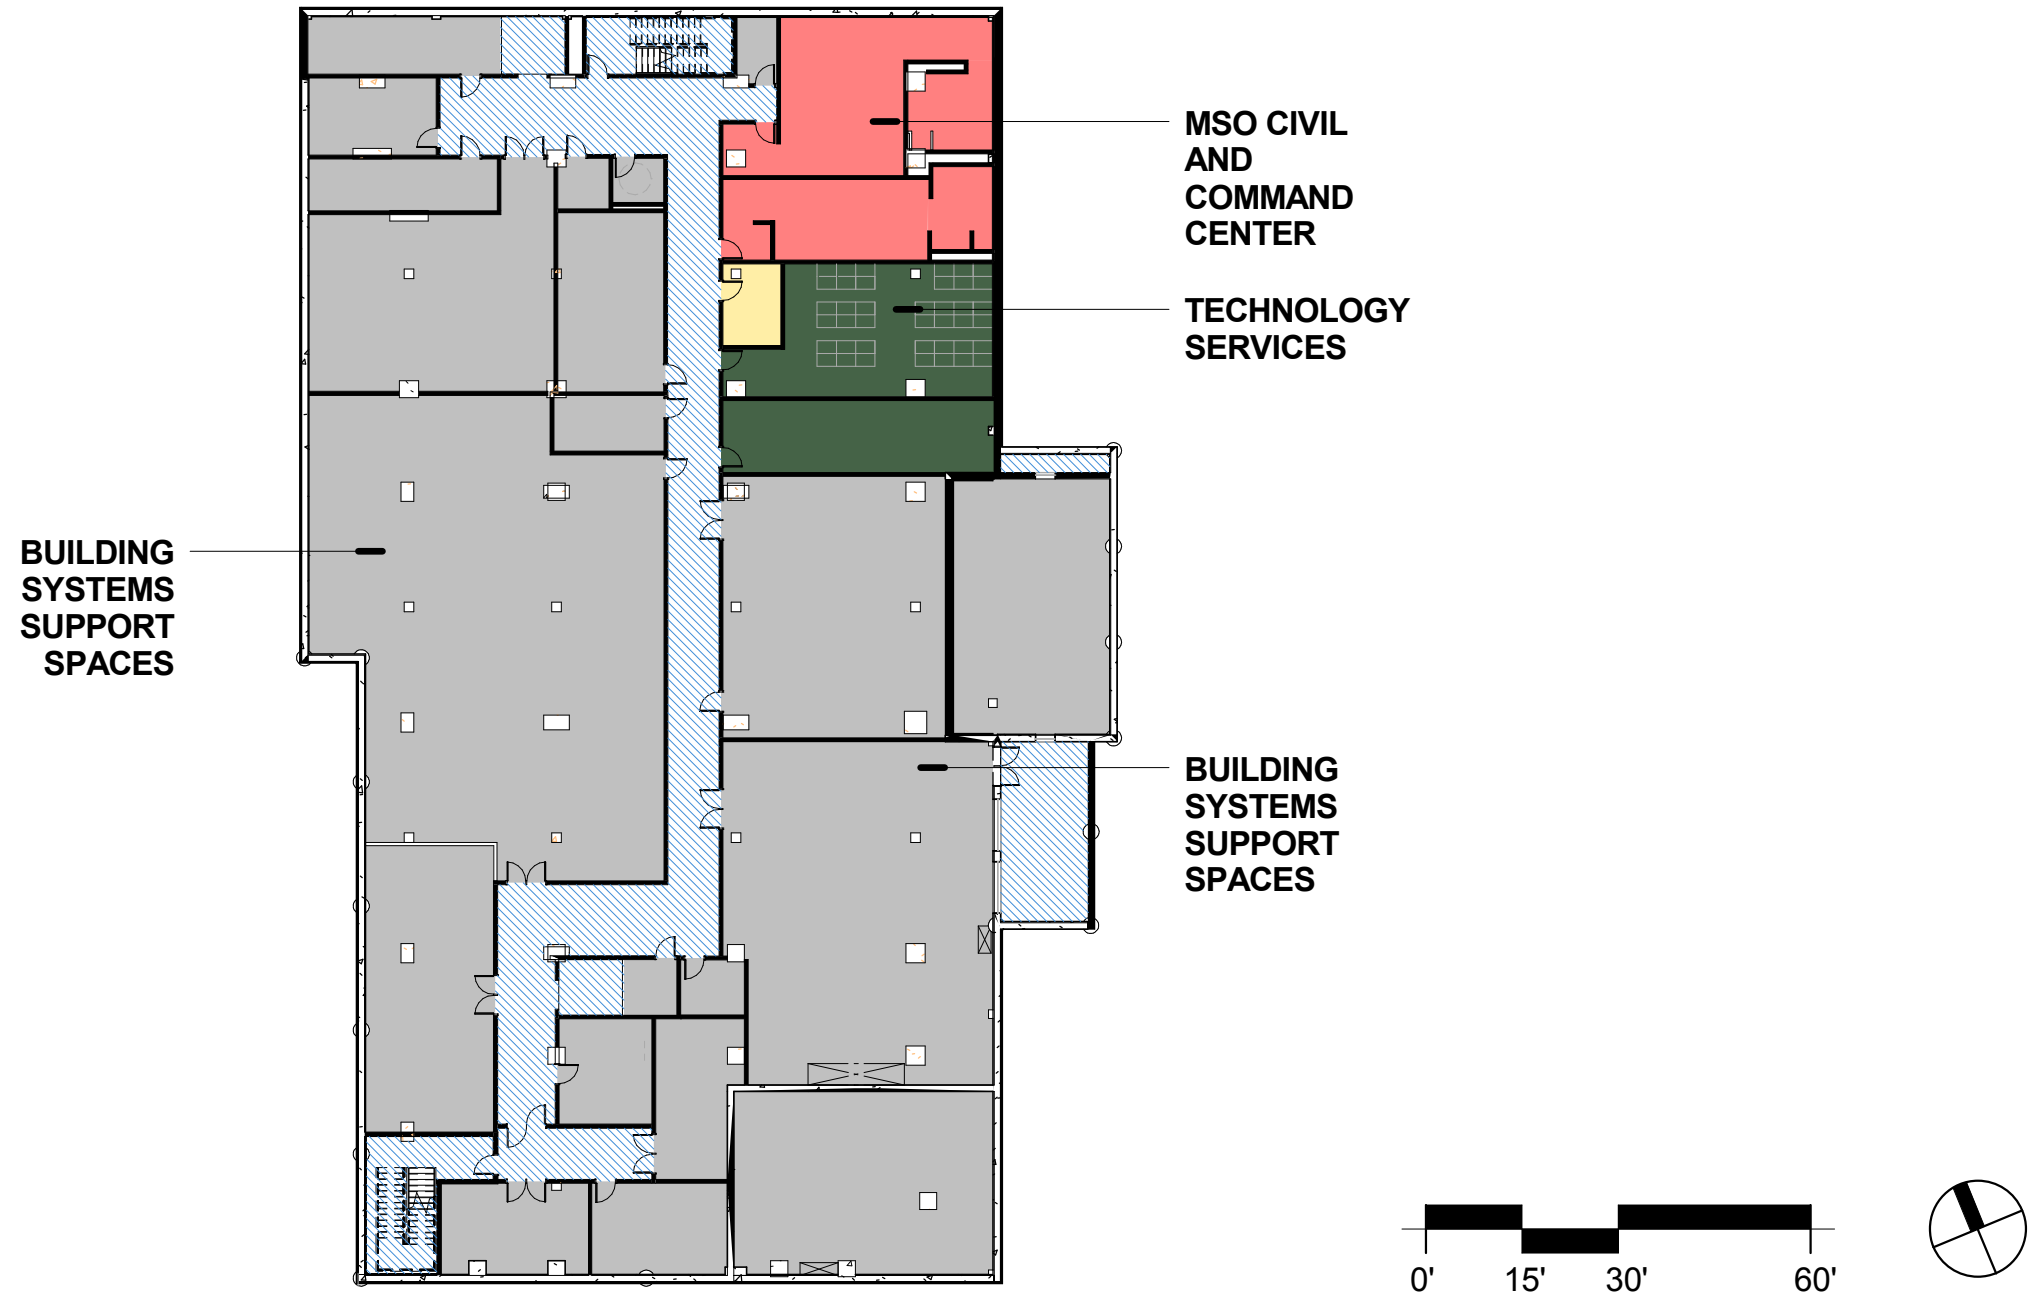 MSO CIVIL
AND
COMMAND
CENTER
TECHNOLOGY
SERVICES
BUILDING
SYSTEMS
SUPPORT
SPACES
BUILDING
SYSTEMS
SUPPORT
SPACES
0' 15' 30' 60'